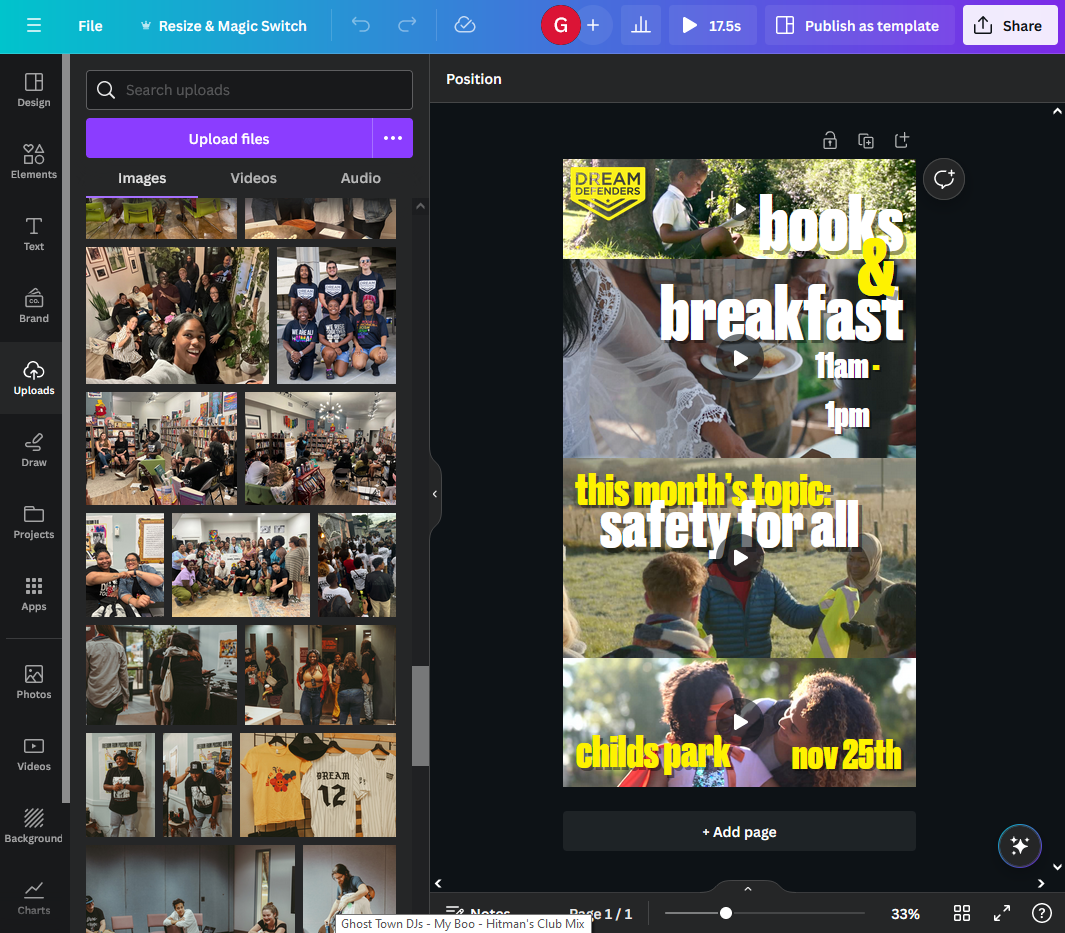 File
Resize & Magic Switch
G
+
17.5s
Publish as template
Share
Design
Elements
Text
CO.
Brand
Uploads
Draw
Projects
Apps
Photos
Videos
Background
Charts
Search uploads
Upload files
Images
Videos
Audio
DREAM
12
Position
DREAM
DEFENDERS
books
&
breakfast
11am -
1pm
this month's topic:
safety for all
childs park
nov 25th
+ Add page
Notes
Page 1 / 1
33%
Ghost Town DJs - My Boo - Hitman's Club Mix